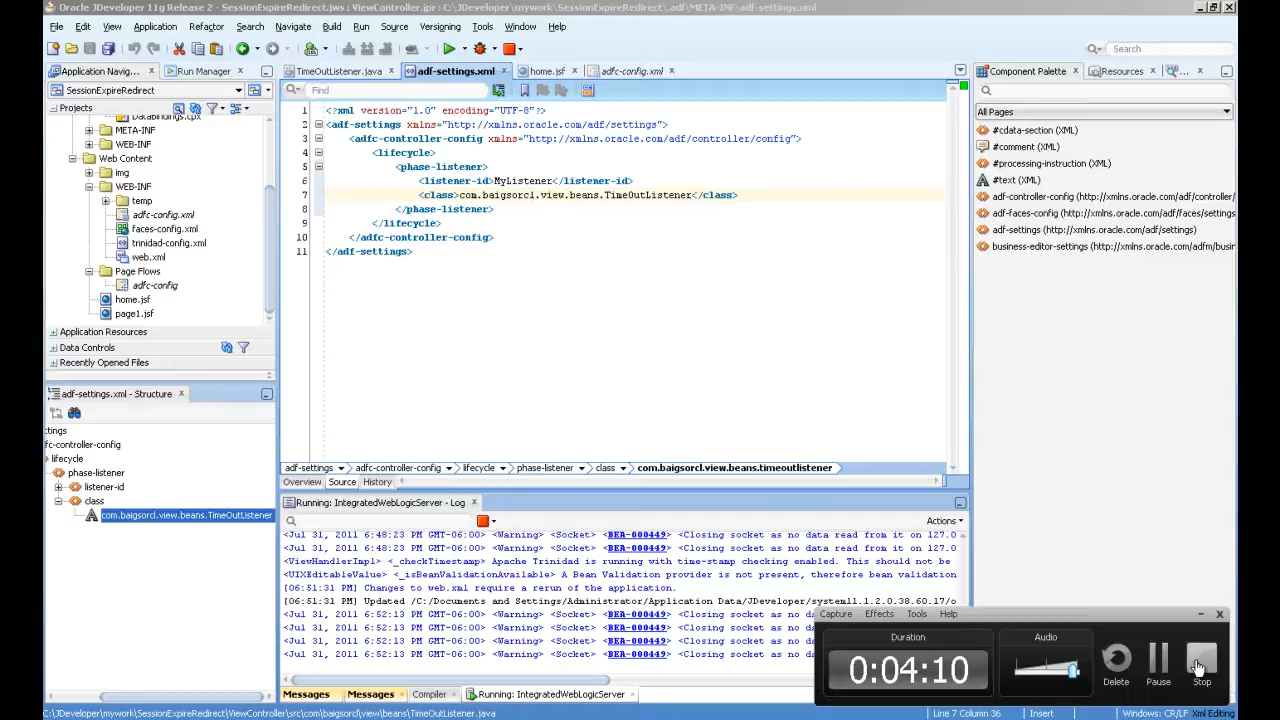 Oracle JDeveloper 11g Release 2 - SessionExpireRedirect.jws : ViewController.jpr : C:\JDeveloper\mywork\SessionExpireRedirect\.adf\META-INF\adf-settings.xml
File Edit View Application Refactor Search Navigate Build Run Versioning Tools Window Help
Search
Application Navig... Run Manager
TimeOutListener.java adf-settings.xml home.jsf adfc-config.xml
Component Palette Resources ...
SessionExpireRedirect
Find
Projects
All Pages
DataBindings.cpx
META-INF
WEB-INF
Web Content
img
WEB-INF
temp
adfc-config.xml
faces-config.xml
trinidad-config.xml
web.xml
Page Flows
adfc-config
home.jsf
page1.jsf
Application Resources
Data Controls
Recently Opened Files
1 <?xml version="1.0" encoding="UTF-8"?>
2 <adf-settings xmlns="http://xmlns.oracle.com/adf/settings">
3 <adfc-controller-config xmlns="http://xmlns.oracle.com/adf/controller/config">
4 <lifecycle>
5 <phase-listener>
6 <listener-id>MyListener</listener-id>
7 <class>com.baigsorcl.view.beans.TimeOutListener</class>
8 </phase-listener>
9 </lifecycle>
10 </adfc-controller-config>
11 </adf-settings>
#cdata-section (XML)
#comment (XML)
#processing-instruction (XML)
#text (XML)
adf-controller-config (http://xmlns.oracle.com/adf/controller/
adf-faces-config (http://xmlns.oracle.com/adf/faces/settings
adf-settings (http://xmlns.oracle.com/adf/settings)
business-editor-settings (http://xmlns.oracle.com/adfm/busin
adf-settings.xml - Structure
ttings
fc-controller-config
lifecycle
phase-listener
listener-id
class
com.baigsorcl.view.beans.TimeOutListener
adf-settings adfc-controller-config lifecycle phase-listener class com.baigsorcl.view.beans.timeoutlistener
Overview Source History
Running: IntegratedWebLogicServer - Log
Actions
<Jul 31, 2011 6:48:23 PM GMT-06:00> <Warning> <Socket> <BEA-000449> <Closing socket as no data read from it on 127.0
<Jul 31, 2011 6:48:23 PM GMT-06:00> <Warning> <Socket> <BEA-000449> <Closing socket as no data read from it on 127.0
<ViewHandlerImpl> <_checkTimestamp> Apache Trinidad is running with time-stamp checking enabled. This should not be
<UIXEditableValue> <_isBeanValidationAvailable> A Bean Validation provider is not present, therefore bean validation
[06:51:31 PM] Changes to web.xml require a rerun of the application.
[06:51:31 PM] Updated /C:/Documents and Settings/Administrator/Application Data/JDeveloper/system11.1.2.0.38.60.17/o
<Jul 31, 2011 6:52:13 PM GMT-06:00> <Warning> <Socket> <BEA-000449> <Clos
<Jul 31, 2011 6:52:13 PM GMT-06:00> <Warning> <Socket> <BEA-000449> <Clos
<Jul 31, 2011 6:52:13 PM GMT-06:00> <Warning> <Socket> <BEA-000449> <Clos
<Jul 31, 2011 6:52:13 PM GMT-06:00> <Warning> <Socket> <BEA-000449> <Clos
Messages Messages Compiler Running: IntegratedWebLogicServer
Capture Effects Tools Help
Duration Audio
0:04:10
Delete Pause Stop
C:\JDeveloper\mywork\SessionExpireRedirect\ViewController\src\com\baigsorcl\view\beans\TimeOutListener.java
Line 7 Column 36 Insert Windows: CR/LF Xml Editing